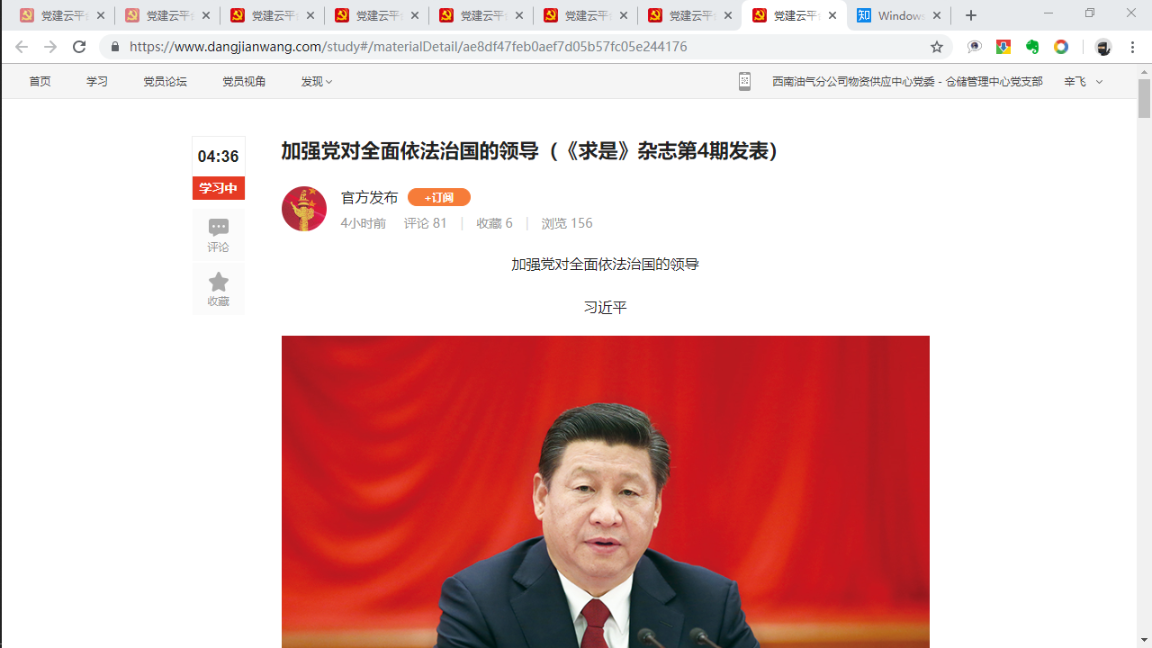 党建云平 党建云平 党建云平 党建云平 党建云平 党建云平 党建云平 党建云平 知 Windows
https://www.dangjianwang.com/study#/materialDetail/ae8df47feb0aef7d05b57fc05e244176
首页 学习 党员论坛 党员视角 发现 西南油气分公司物资供应中心党委 - 仓储管理中心党支部 辛飞
04:36
学习中
评论
收藏
加强党对全面依法治国的领导（《求是》杂志第4期发表）
官方发布 +订阅
4小时前 评论 81 收藏 6 浏览 156
加强党对全面依法治国的领导
习近平